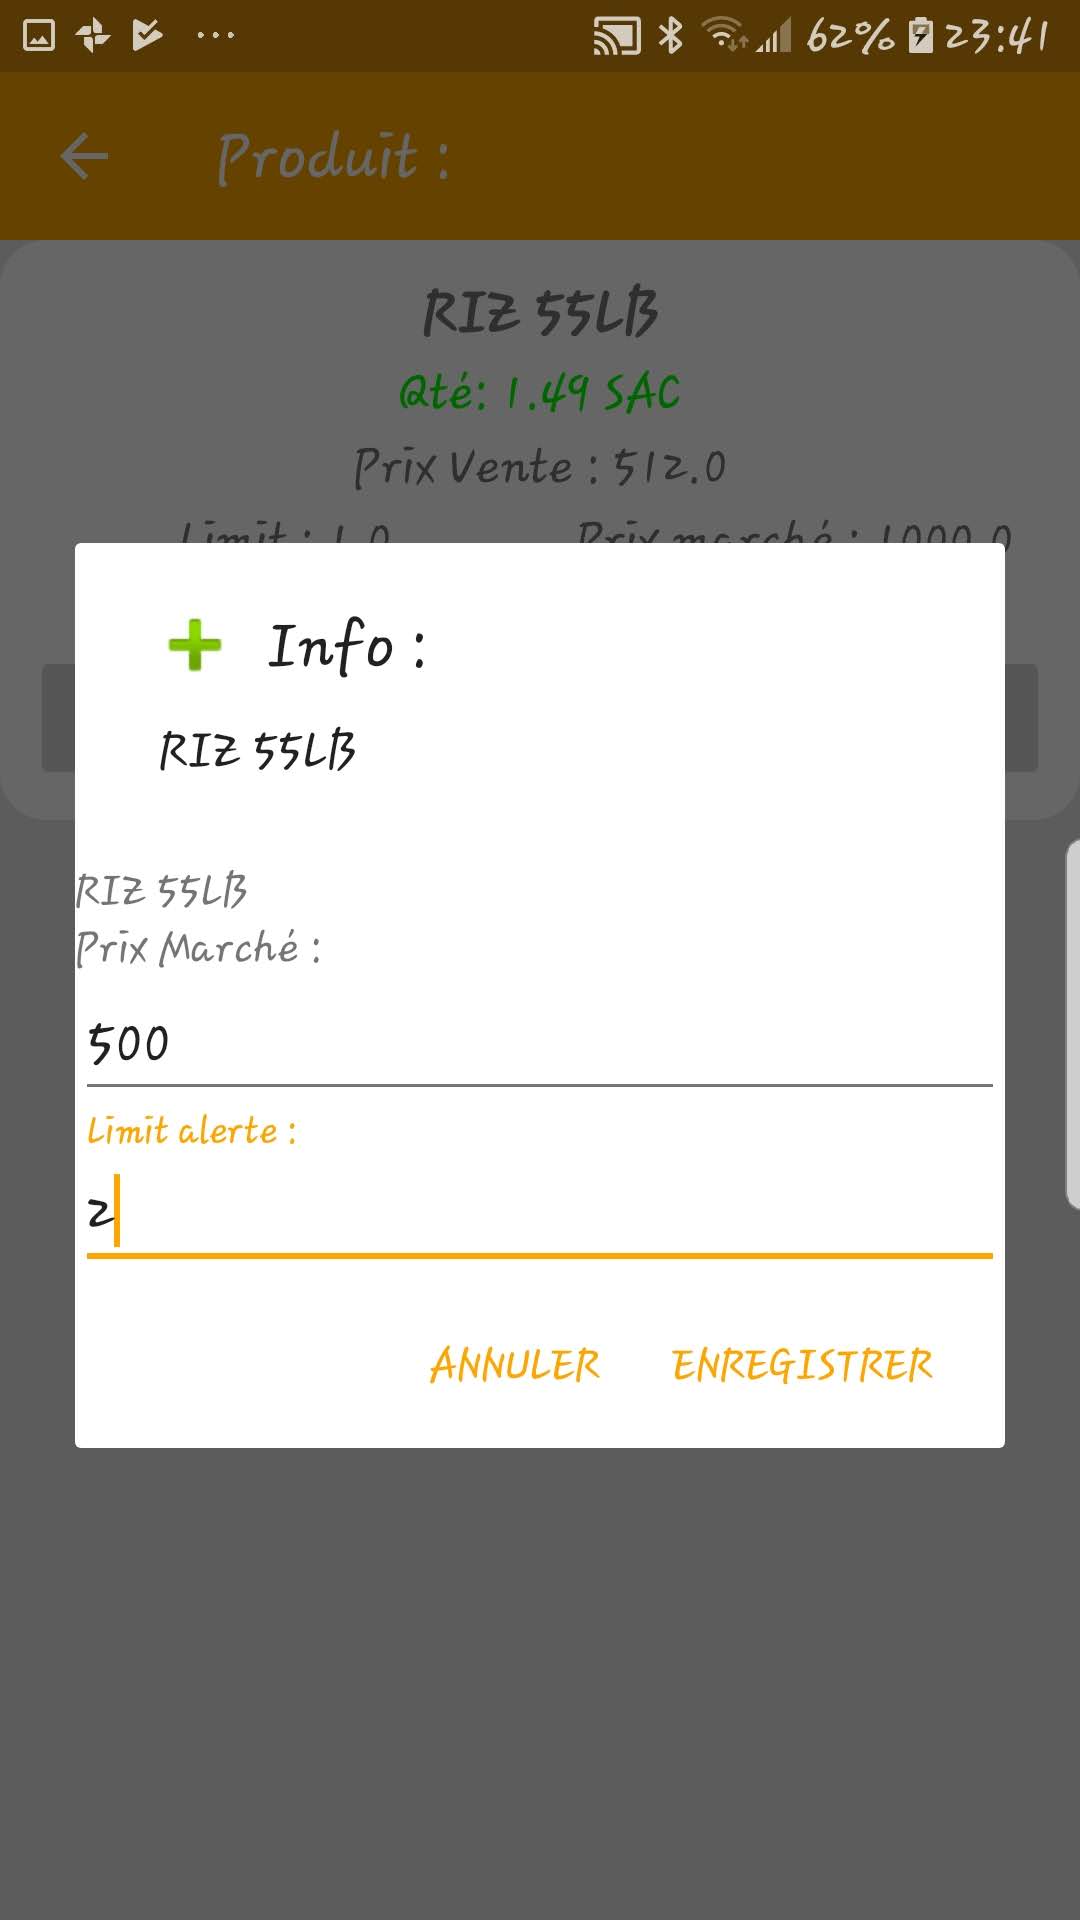 62% 23:41
Produit :
RIZ 55LB
Qté: 1.49 SAC
Prix Vente : 512.0
Limit : 1.0 Prix marché : 1000.0
Info :
RIZ 55LB
RIZ 55LB
Prix Marché :
500
Limit alerte :
2
ANNULER ENREGISTRER